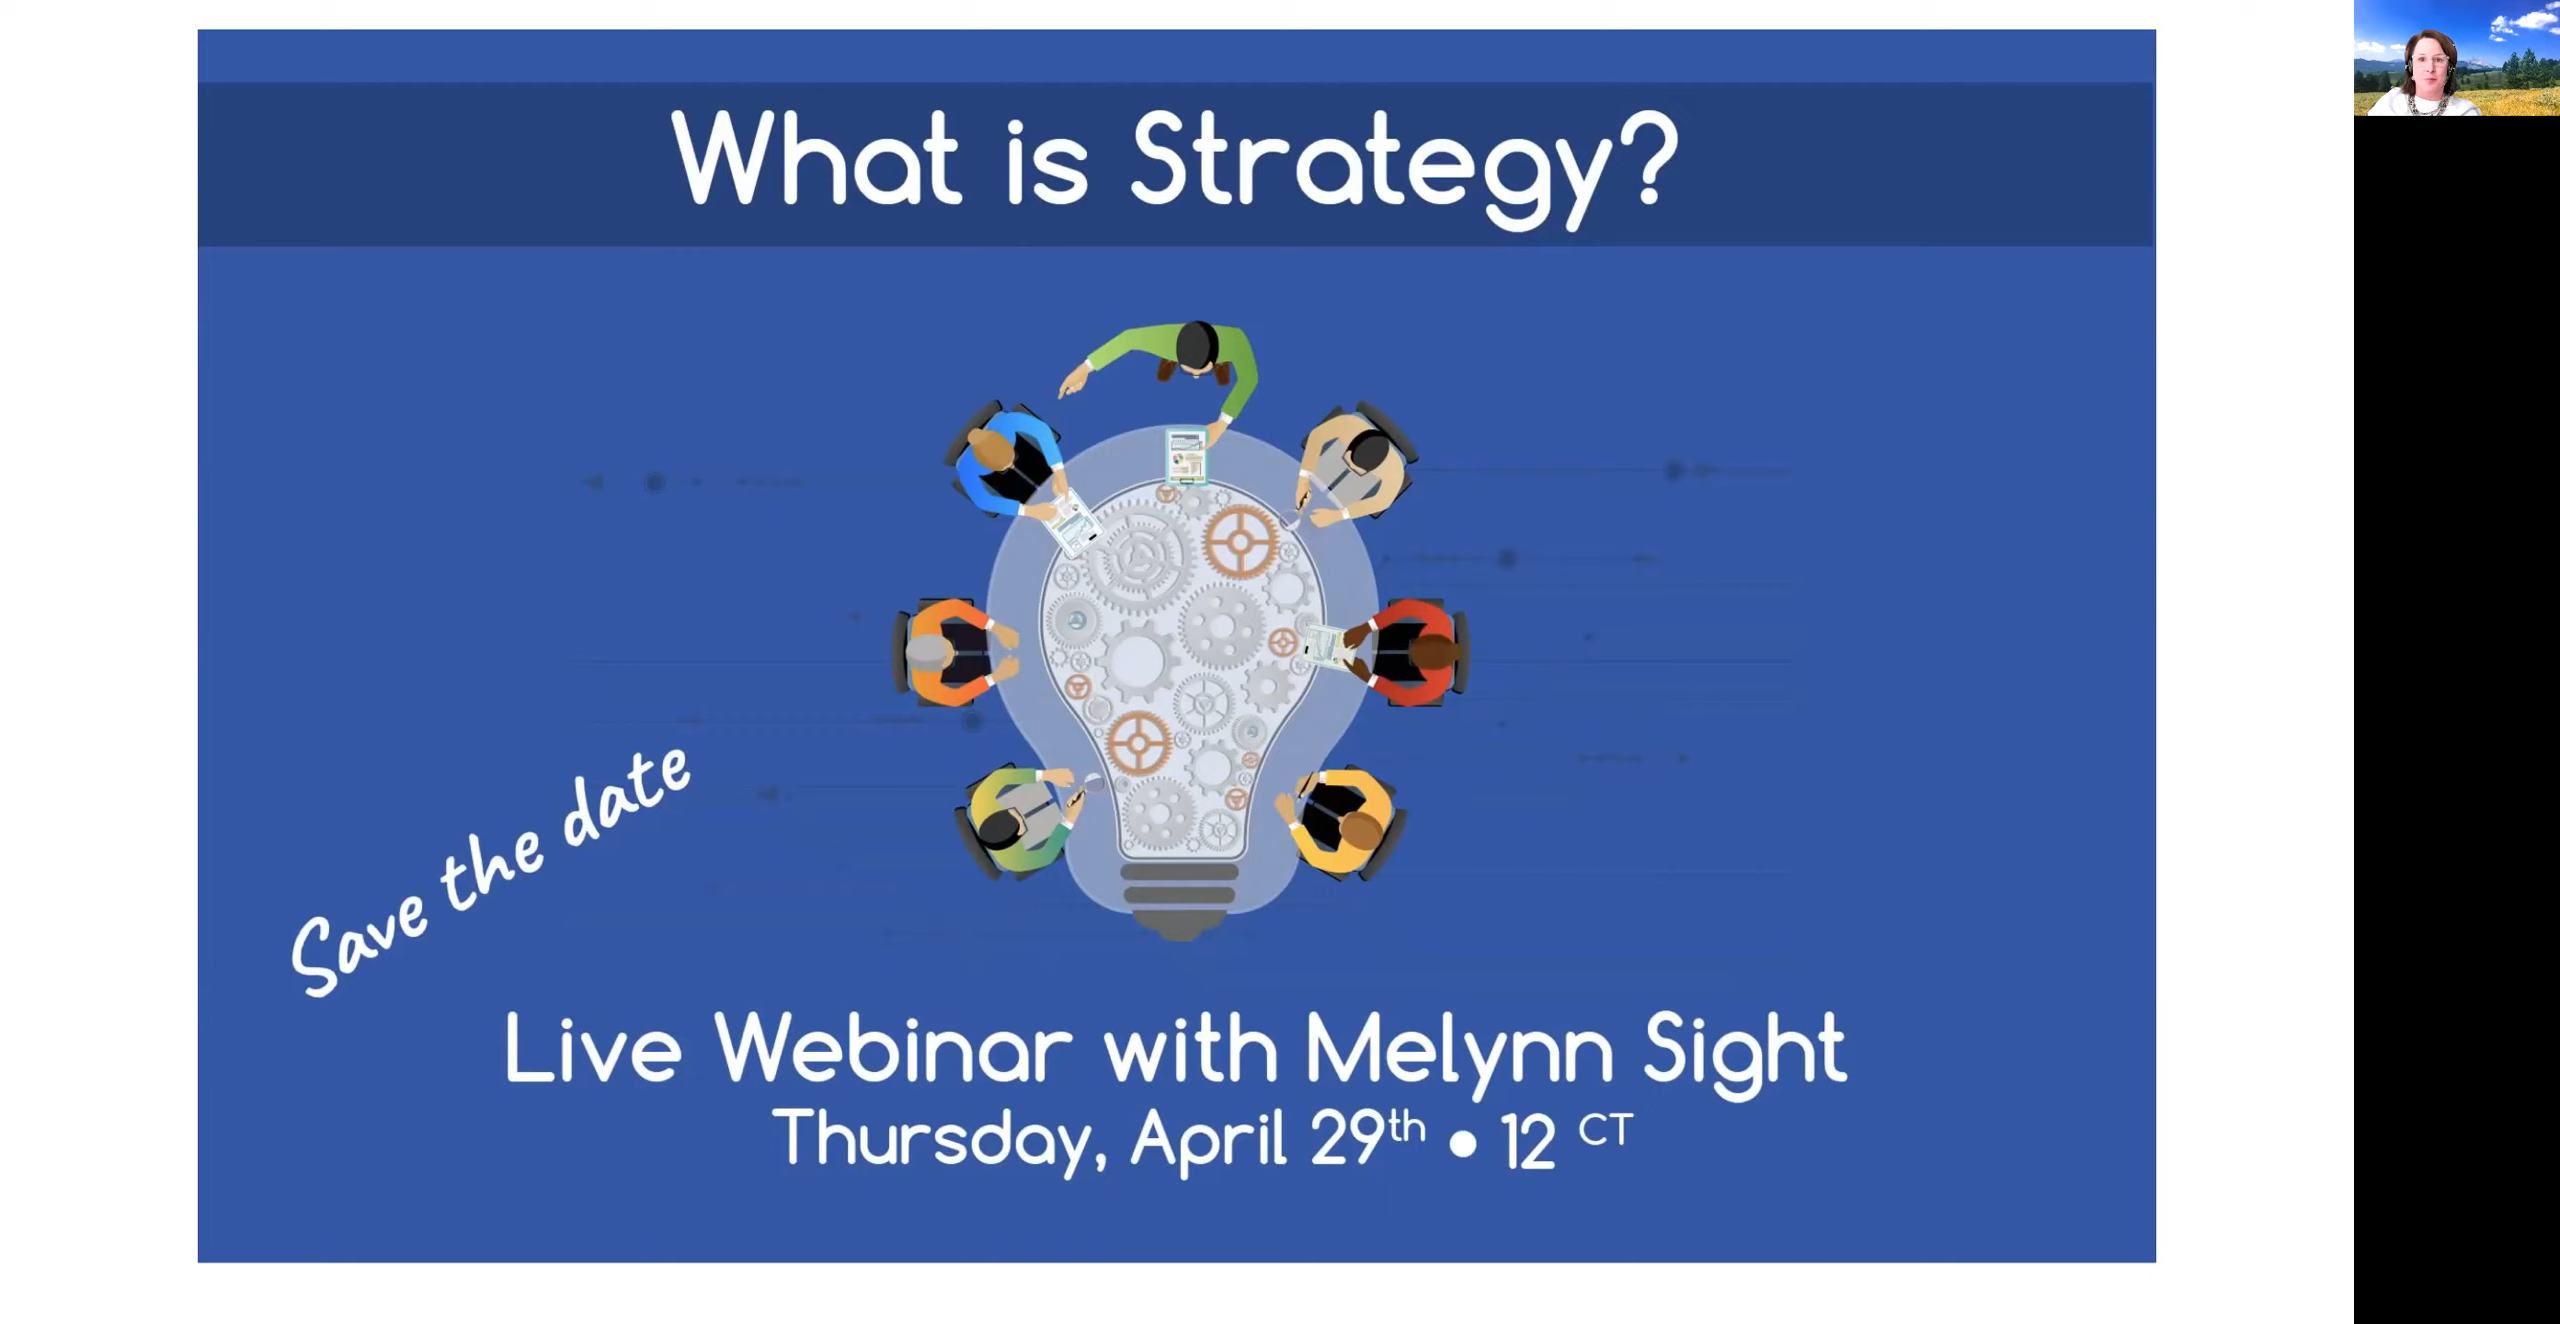 What is Strategy?
Save the date
Live Webinar with Melynn Sight
Thursday, April 29th • 12 CT